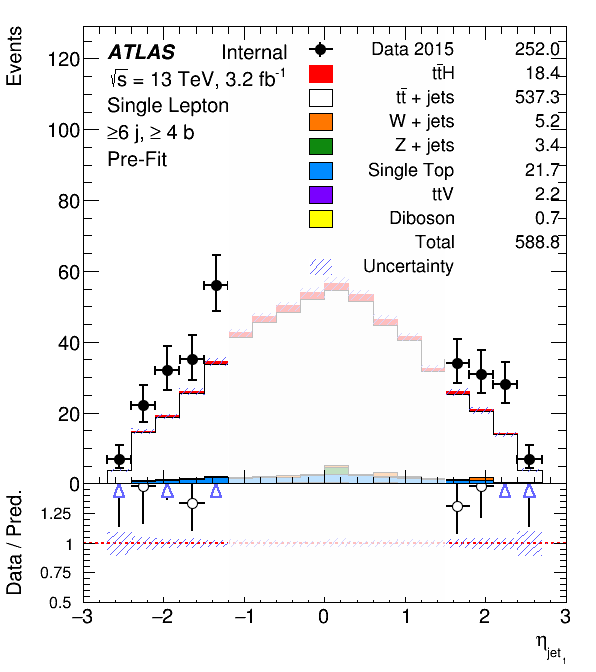 Events
ATLAS Internal
√s = 13 TeV, 3.2 fb⁻¹
Single Lepton
≥6 j, ≥ 4 b
Pre-Fit
Data 2015 252.0
tt̄H 18.4
tt̄ + jets 537.3
W + jets 5.2
Z + jets 3.4
Single Top 21.7
ttV 2.2
Diboson 0.7
Total 588.8
Uncertainty
120
100
80
60
40
20
0
Data / Pred.
1.25
1
0.75
0.5
−3 −2 −1 0 1 2 3
η_jet₁